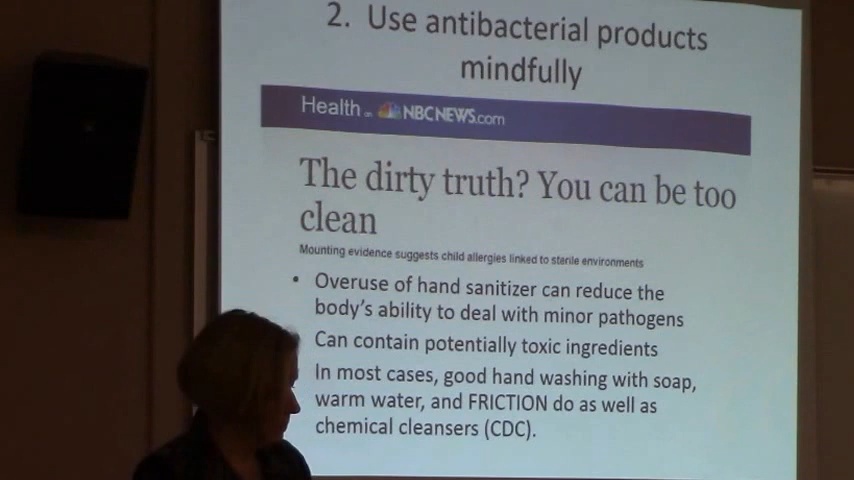 2. Use antibacterial products
mindfully
Health on NBCNEWS.com
The dirty truth? You can be too
clean
Mounting evidence suggests child allergies linked to sterile environments
• Overuse of hand sanitizer can reduce the
body's ability to deal with minor pathogens
Can contain potentially toxic ingredients
In most cases, good hand washing with soap,
warm water, and FRICTION do as well as
chemical cleansers (CDC).